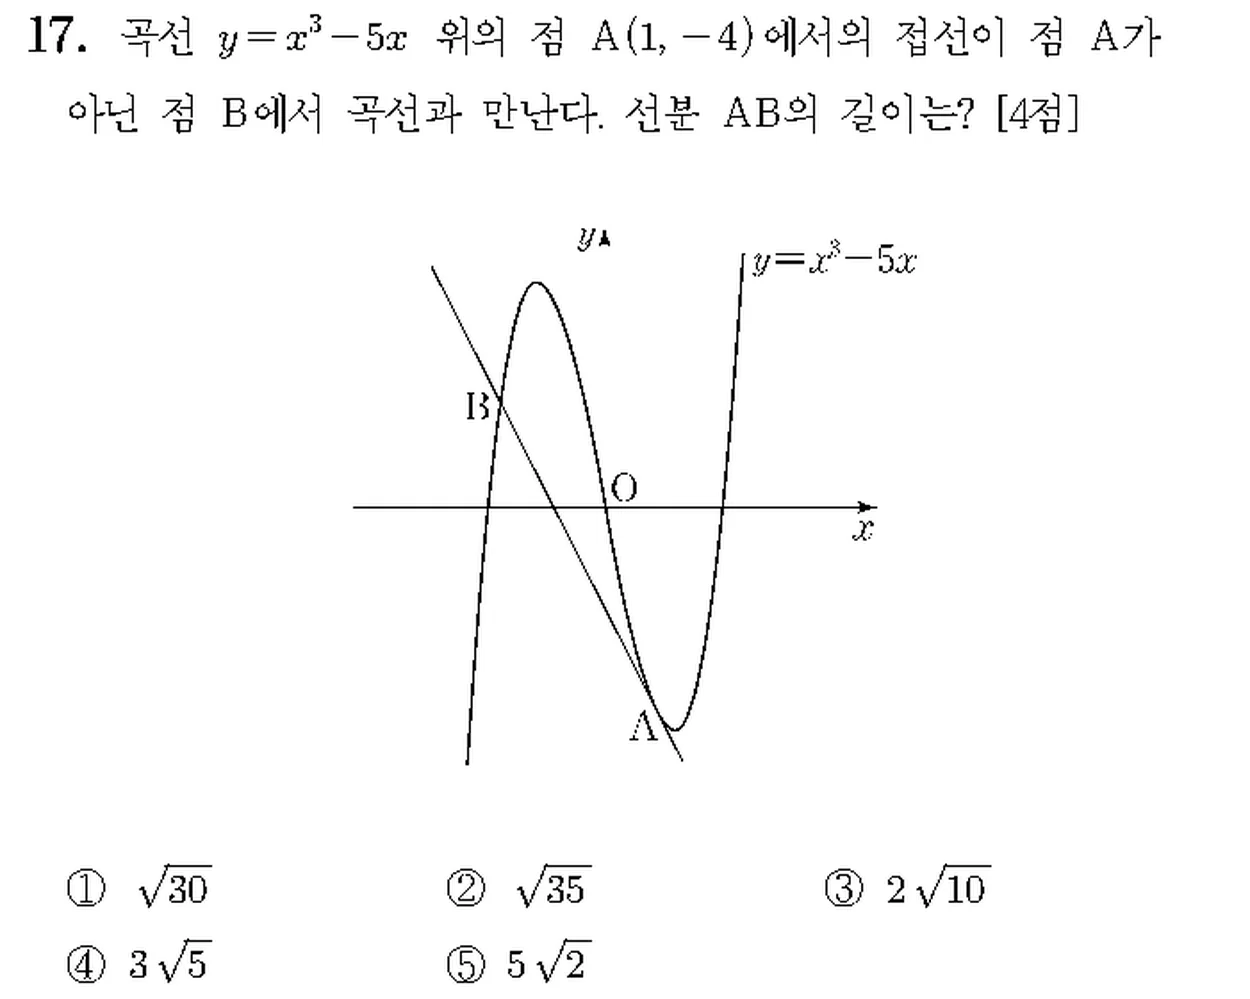 17. 곡선 y=x³-5x 위의 점 A(1, -4)에서의 접선이 점 A가
아닌 점 B에서 곡선과 만난다. 선분 AB의 길이는? [4점]
y
y=x³-5x
B
O
x
A
① √30 ② √35 ③ 2√10
④ 3√5 ⑤ 5√2